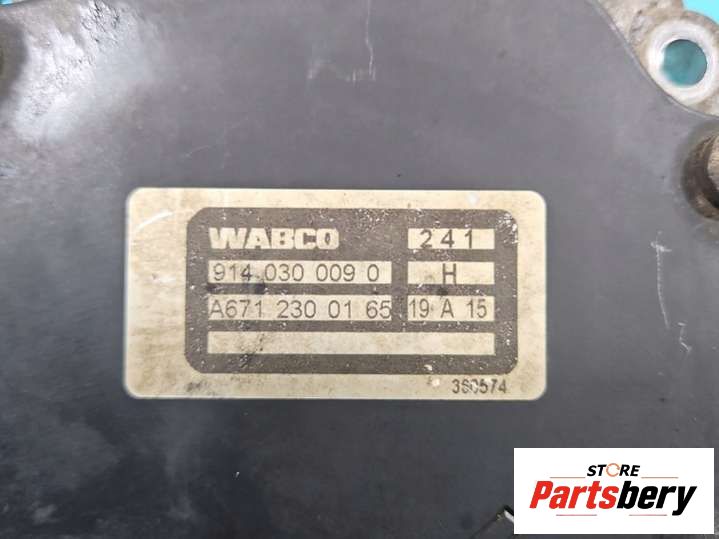 WABCO 241
914 030 009 0 H
A671 230 01 65 19 A 15
360574
STORE
Partsbery